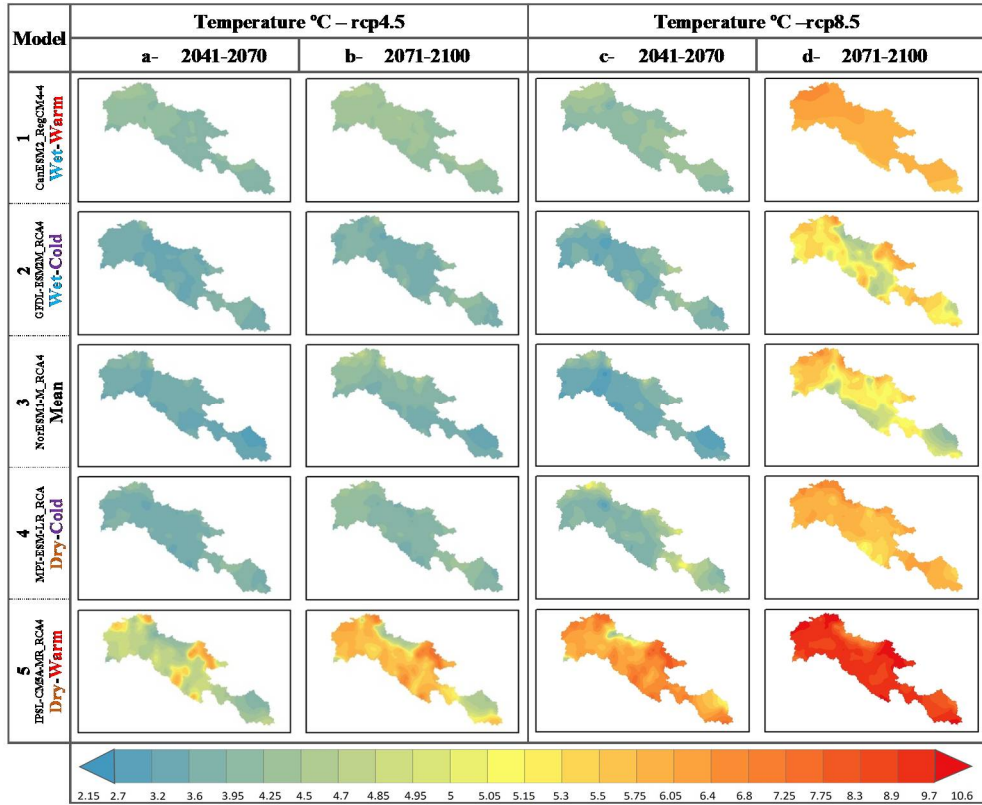 Model
Temperature °C – rcp4.5
Temperature °C –rcp8.5
a- 2041-2070
b- 2071-2100
c- 2041-2070
d- 2071-2100
1
CanESM2_RegCM4-4
Wet-Warm
2
GFDL-ESM2M_RCA4
Wet-Cold
3
NorESM1-M_RCA4
Mean
4
MPI-ESM-LR_RCA
Dry-Cold
5
IPSL-CM5A-MR_RCA4
Dry-Warm
2.15 2.7 3.2 3.6 3.95 4.25 4.5 4.7 4.85 4.95 5 5.05 5.15 5.3 5.5 5.75 6.05 6.4 6.8 7.25 7.75 8.3 8.9 9.7 10.6